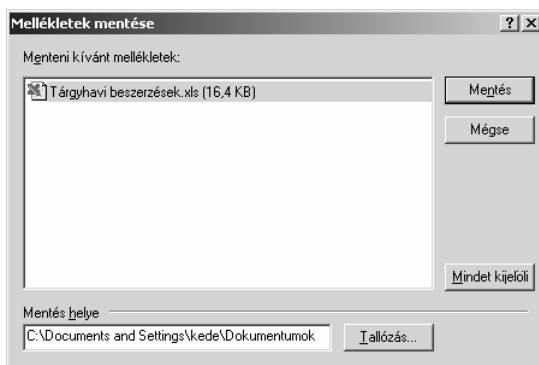 Mellékletek mentése
Menteni kívánt mellékletek:
Tárgyhavi beszerzések.xls (16,4 KB)
Mentés
Mégse
Mindet kijelöli
Mentés helye
C:\Documents and Settings\kede\Dokumentumok
Tallózás...